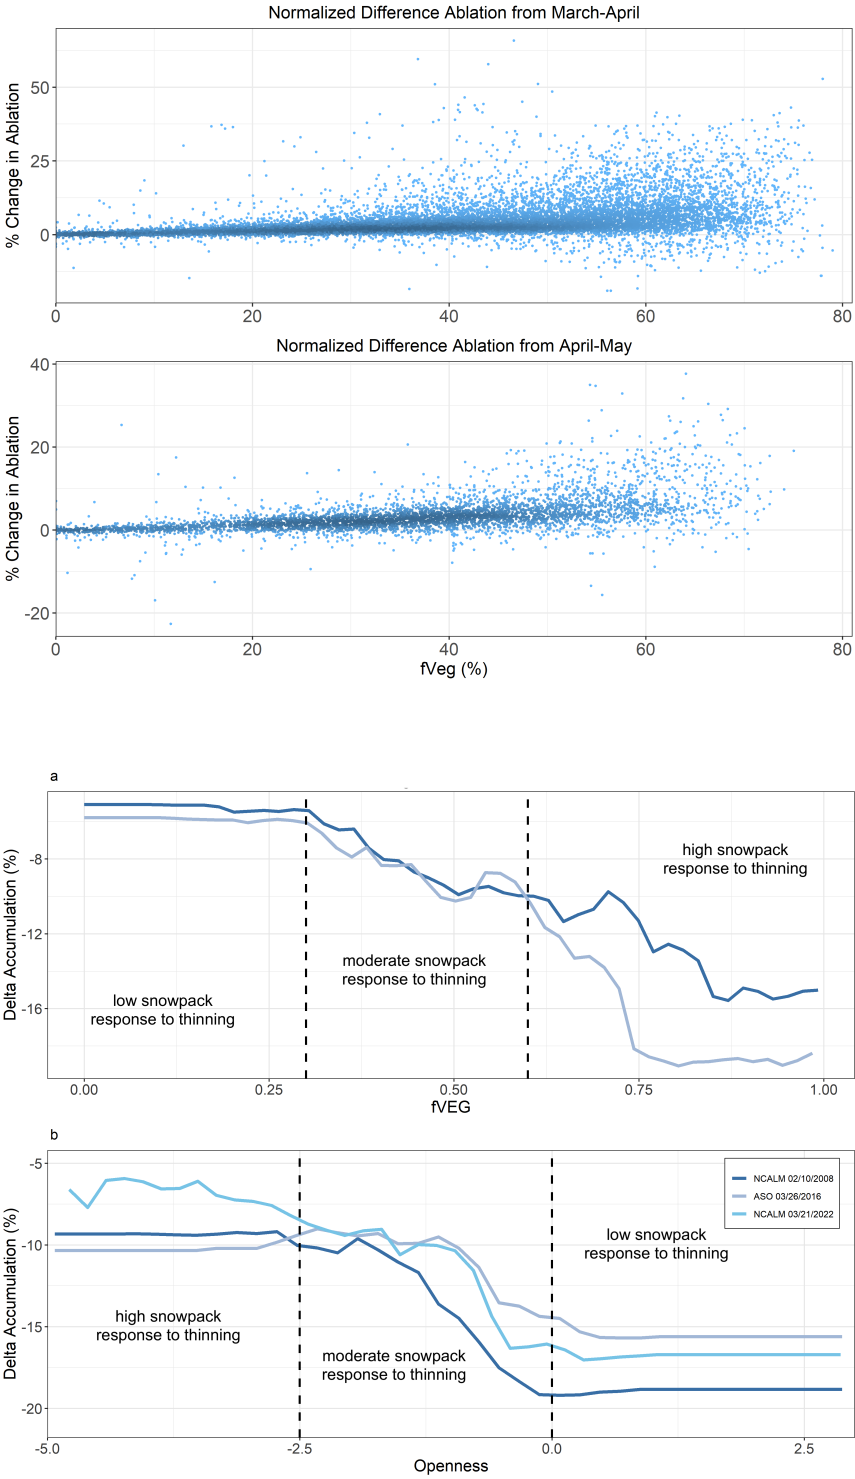 Normalized Difference Ablation from March-April
% Change in Ablation
50
25
0
0 20 40 60 80
Normalized Difference Ablation from April-May
% Change in Ablation
40
20
0
-20
0 20 40 60 80
fVeg (%)
a
Delta Accumulation (%)
-8
-12
-16
high snowpack
response to thinning
moderate snowpack
response to thinning
low snowpack
response to thinning
0.00 0.25 0.50 0.75 1.00
fVEG
b
Delta Accumulation (%)
-5
-10
-15
-20
NCALM 02/10/2008
ASO 03/26/2016
NCALM 03/21/2022
low snowpack
response to thinning
high snowpack
response to thinning
moderate snowpack
response to thinning
-5.0 -2.5 0.0 2.5
Openness